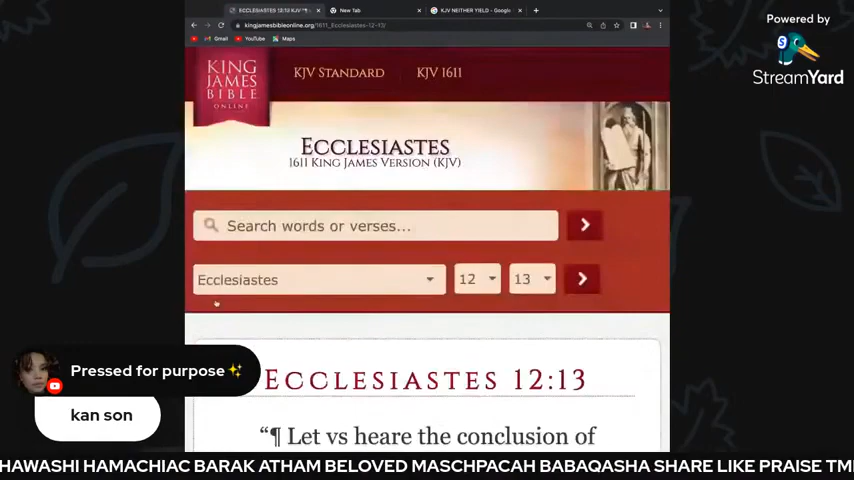 ECCLESIASTES 12:13 KJV
New Tab
KJV NEITHER YIELD - Google
Powered by
StreamYard
kingjamesbibleonline.org/1611_Ecclesiastes-12-13/
Gmail
YouTube
Maps
KING
JAMES
BIBLE
ONLINE
KJV STANDARD
KJV 1611
ECCLESIASTES
1611 KING JAMES VERSION (KJV)
Search words or verses...
Ecclesiastes
12
13
Pressed for purpose✨
kan son
ECCLESIASTES 12:13
“¶ Let vs heare the conclusion of
HAWASHI HAMACHIAC BARAK ATHAM BELOVED MASCHPACAH BABAQASHA SHARE LIKE PRAISE TM